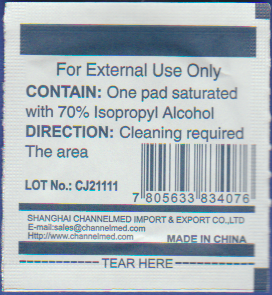 For External Use Only
CONTAIN: One pad saturated
with 70% Isopropyl Alcohol
DIRECTION: Cleaning required
The area
LOT No.: CJ21111
7 805633 834076
SHANGHAI CHANNELMED IMPORT & EXPORT CO.,LTD
E-mail:sales@channelmed.com
Http://www.channelmed.com
MADE IN CHINA
TEAR HERE